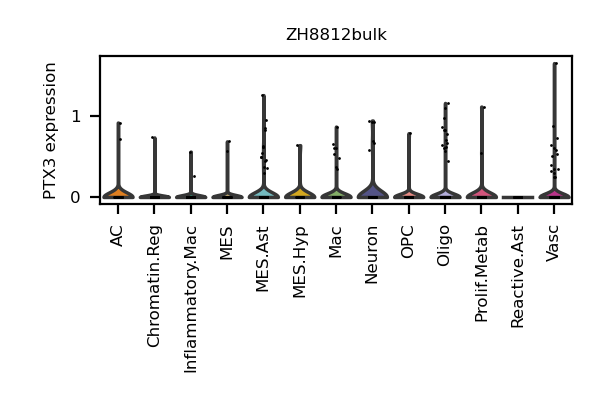 ZH8812bulk
PTX3 expression
1
0
AC
Chromatin.Reg
Inflammatory.Mac
MES
MES.Ast
MES.Hyp
Mac
Neuron
OPC
Oligo
Prolif.Metab
Reactive.Ast
Vasc